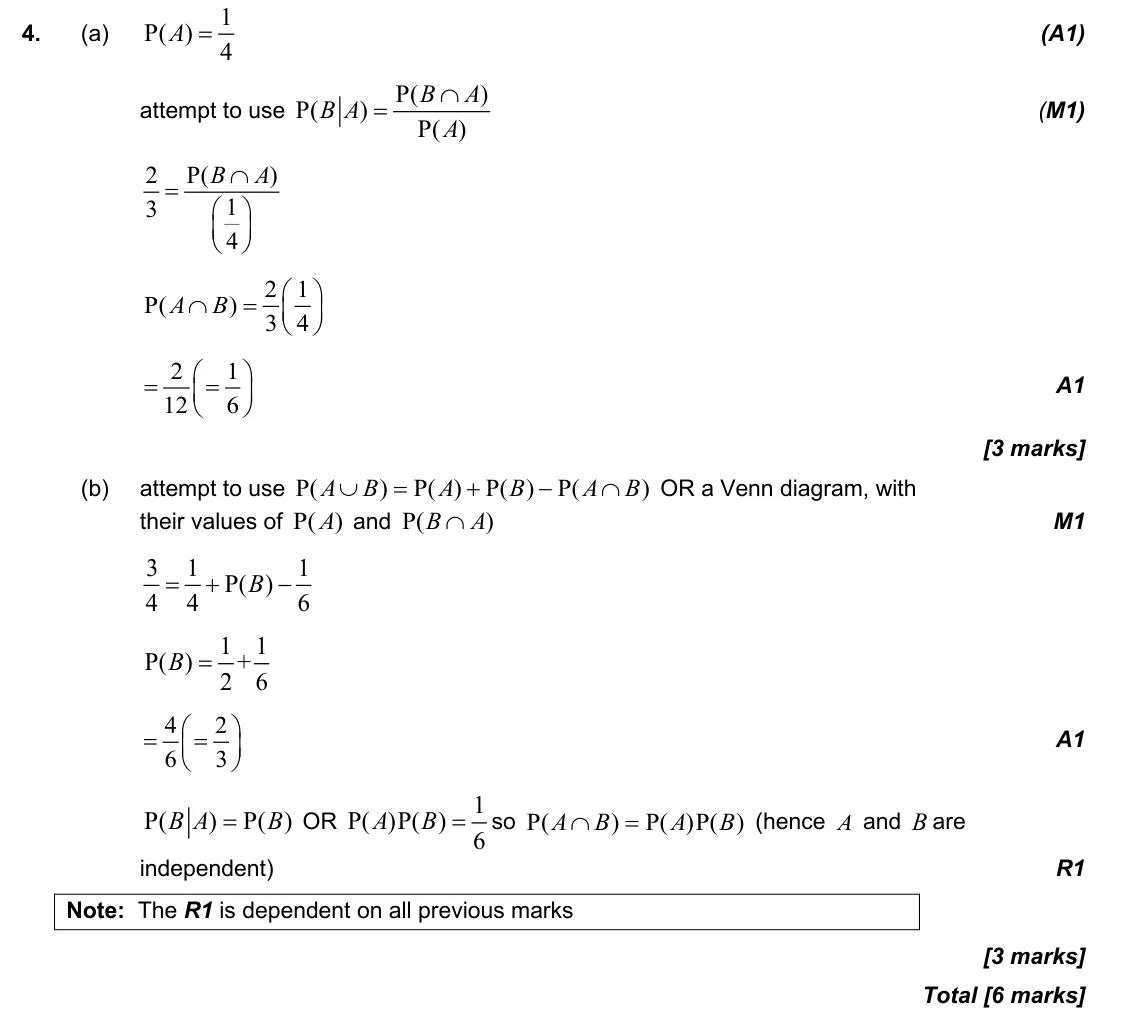 4. (a) P(A) = 1/4 (A1)
attempt to use P(B|A) = P(B ∩ A)/P(A) (M1)
2/3 = P(B ∩ A)/(1/4)
P(A ∩ B) = 2/3(1/4)
= 2/12(= 1/6) A1
[3 marks]
(b) attempt to use P(A ∪ B) = P(A) + P(B) − P(A ∩ B) OR a Venn diagram, with
their values of P(A) and P(B ∩ A) M1
3/4 = 1/4 + P(B) − 1/6
P(B) = 1/2 + 1/6
= 4/6(= 2/3) A1
P(B|A) = P(B) OR P(A)P(B) = 1/6 so P(A ∩ B) = P(A)P(B) (hence A and B are
independent) R1
Note: The R1 is dependent on all previous marks
[3 marks]
Total [6 marks]